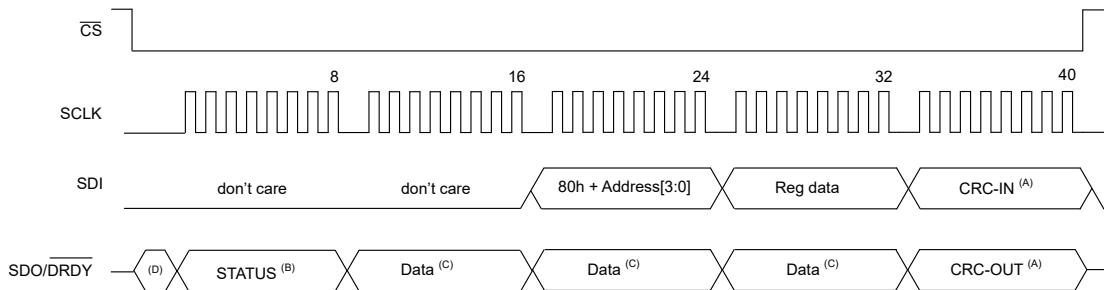 CS
8 16 24 32 40
SCLK
SDI don't care don't care 80h + Address[3:0] Reg data CRC-IN (A)
SDO/DRDY (D) STATUS (B) Data (C) Data (C) Data (C) CRC-OUT (A)